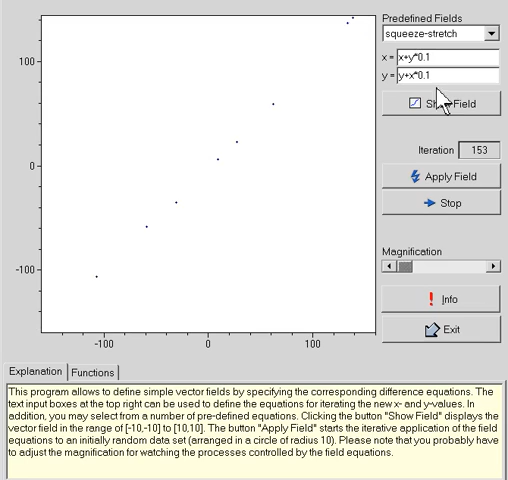 Predefined Fields
squeeze-stretch
x = x+y*0.1
y = y+x*0.1
Show Field
Iteration 153
Apply Field
Stop
Magnification
Info
Exit
100
0
-100
-100 0 100
Explanation Functions
This program allows to define simple vector fields by specifying the corresponding difference equations. The
text input boxes at the top right can be used to define the equations for iterating the new x- and y-values. In
addition, you may select from a number of pre-defined equations. Clicking the button "Show Field" displays the
vector field in the range of [-10,-10] to [10,10]. The button "Apply Field" starts the iterative application of the field
equations to an initially random data set (arranged in a circle of radius 10). Please note that you probably have
to adjust the magnification for watching the processes controlled by the field equations.